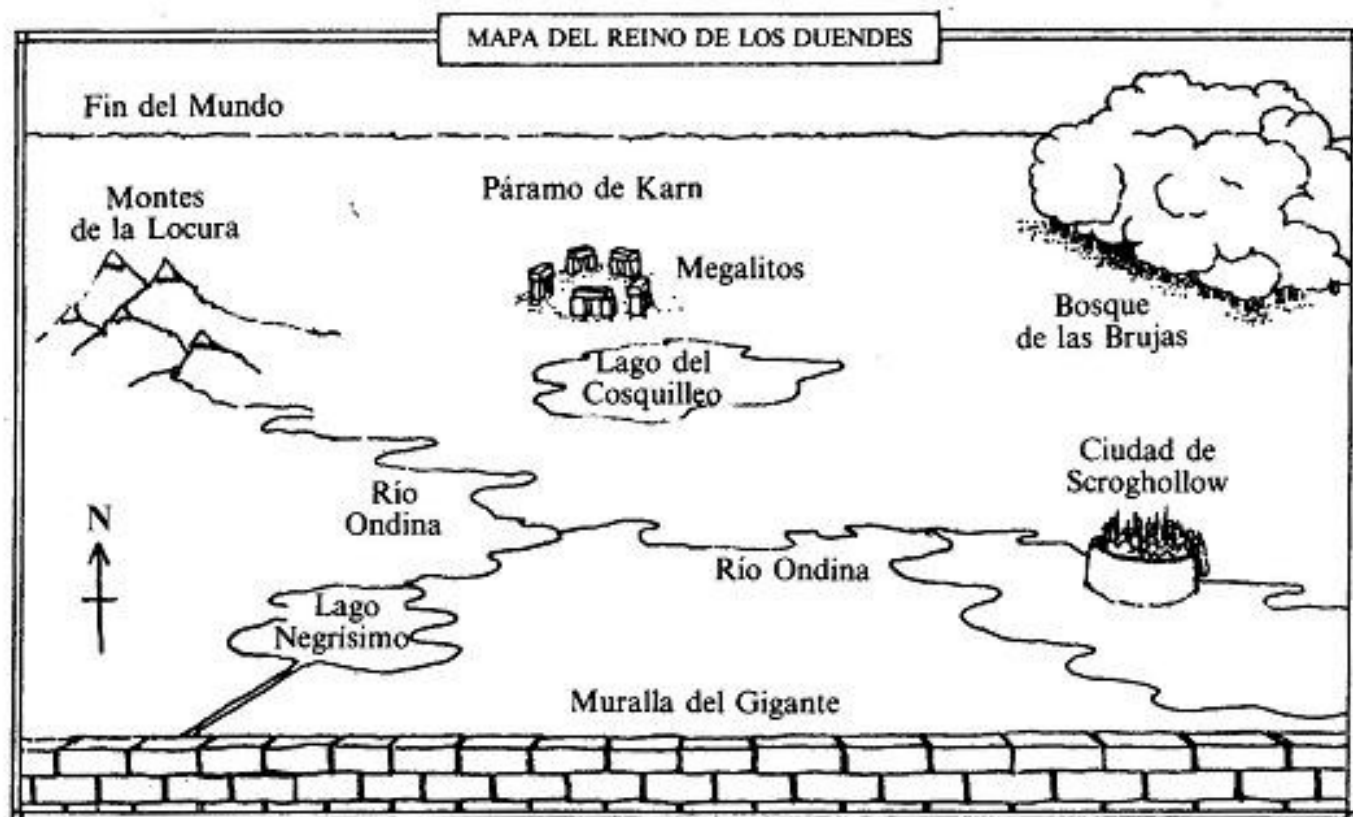 MAPA DEL REINO DE LOS DUENDES
Fin del Mundo
Montes
de la Locura
Páramo de Karn
Megalitos
Bosque
de las Brujas
Lago del
Cosquilleo
Ciudad de
Scroghollow
N
Río
Ondina
Río Ondina
Lago
Negrísimo
Muralla del Gigante